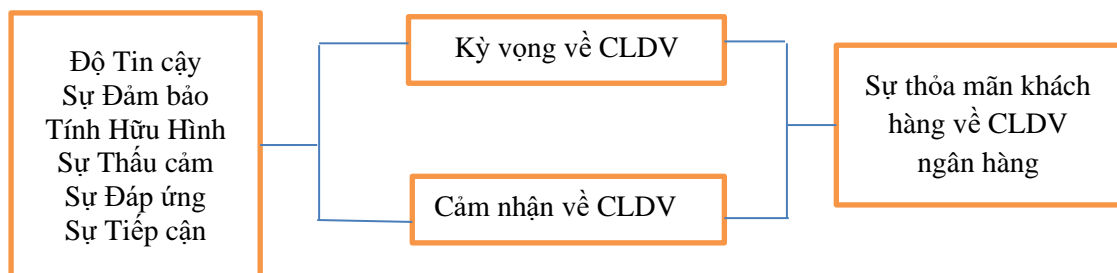 Độ Tin cậy
Sự Đảm bảo
Tính Hữu Hình
Sự Thấu cảm
Sự Đáp ứng
Sự Tiếp cận
Kỳ vọng về CLDV
Cảm nhận về CLDV
Sự thỏa mãn khách
hàng về CLDV
ngân hàng